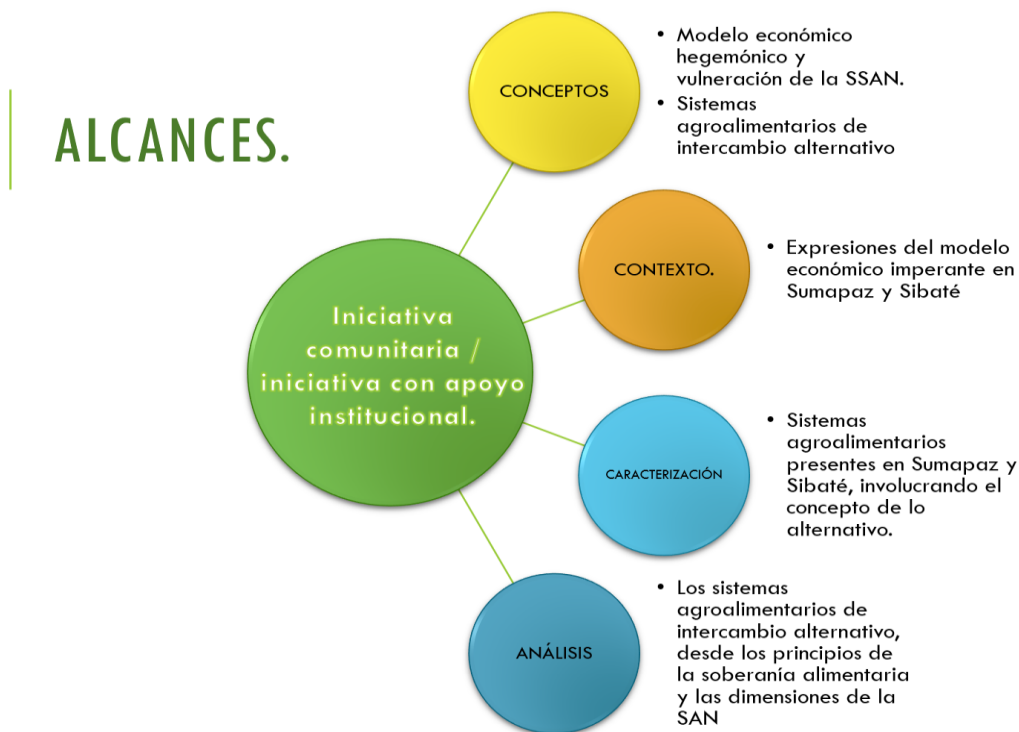 ALCANCES.
CONCEPTOS
• Modelo económico
hegemónico y
vulneración de la SSAN.
• Sistemas
agroalimentarios de
intercambio alternativo
CONTEXTO.
• Expresiones del modelo
económico imperante en
Sumapaz y Sibaté
Iniciativa
comunitaria /
iniciativa con apoyo
institucional.
CARACTERIZACIÓN
• Sistemas
agroalimentarios
presentes en Sumapaz y
Sibaté, involucrando el
concepto de lo
alternativo.
ANÁLISIS
• Los sistemas
agroalimentarios de
intercambio alternativo,
desde los principios de
la soberanía alimentaria
y las dimensiones de la
SAN